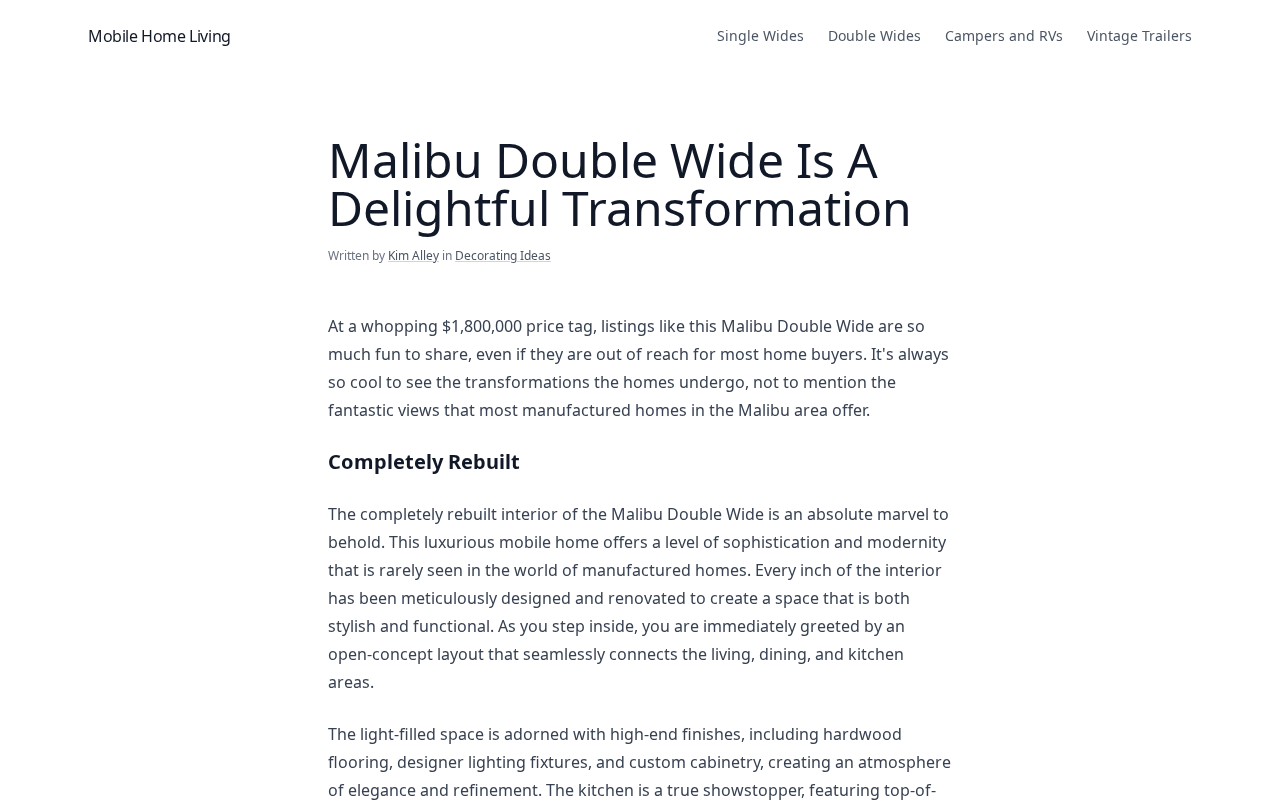 Mobile Home Living
Single Wides
Double Wides
Campers and RVs
Vintage Trailers
Malibu Double Wide Is A
Delightful Transformation
Written by Kim Alley in Decorating Ideas
At a whopping $1,800,000 price tag, listings like this Malibu Double Wide are so
much fun to share, even if they are out of reach for most home buyers. It's always
so cool to see the transformations the homes undergo, not to mention the
fantastic views that most manufactured homes in the Malibu area offer.
Completely Rebuilt
The completely rebuilt interior of the Malibu Double Wide is an absolute marvel to
behold. This luxurious mobile home offers a level of sophistication and modernity
that is rarely seen in the world of manufactured homes. Every inch of the interior
has been meticulously designed and renovated to create a space that is both
stylish and functional. As you step inside, you are immediately greeted by an
open-concept layout that seamlessly connects the living, dining, and kitchen
areas.
The light-filled space is adorned with high-end finishes, including hardwood
flooring, designer lighting fixtures, and custom cabinetry, creating an atmosphere
of elegance and refinement. The kitchen is a true showstopper, featuring top-of-